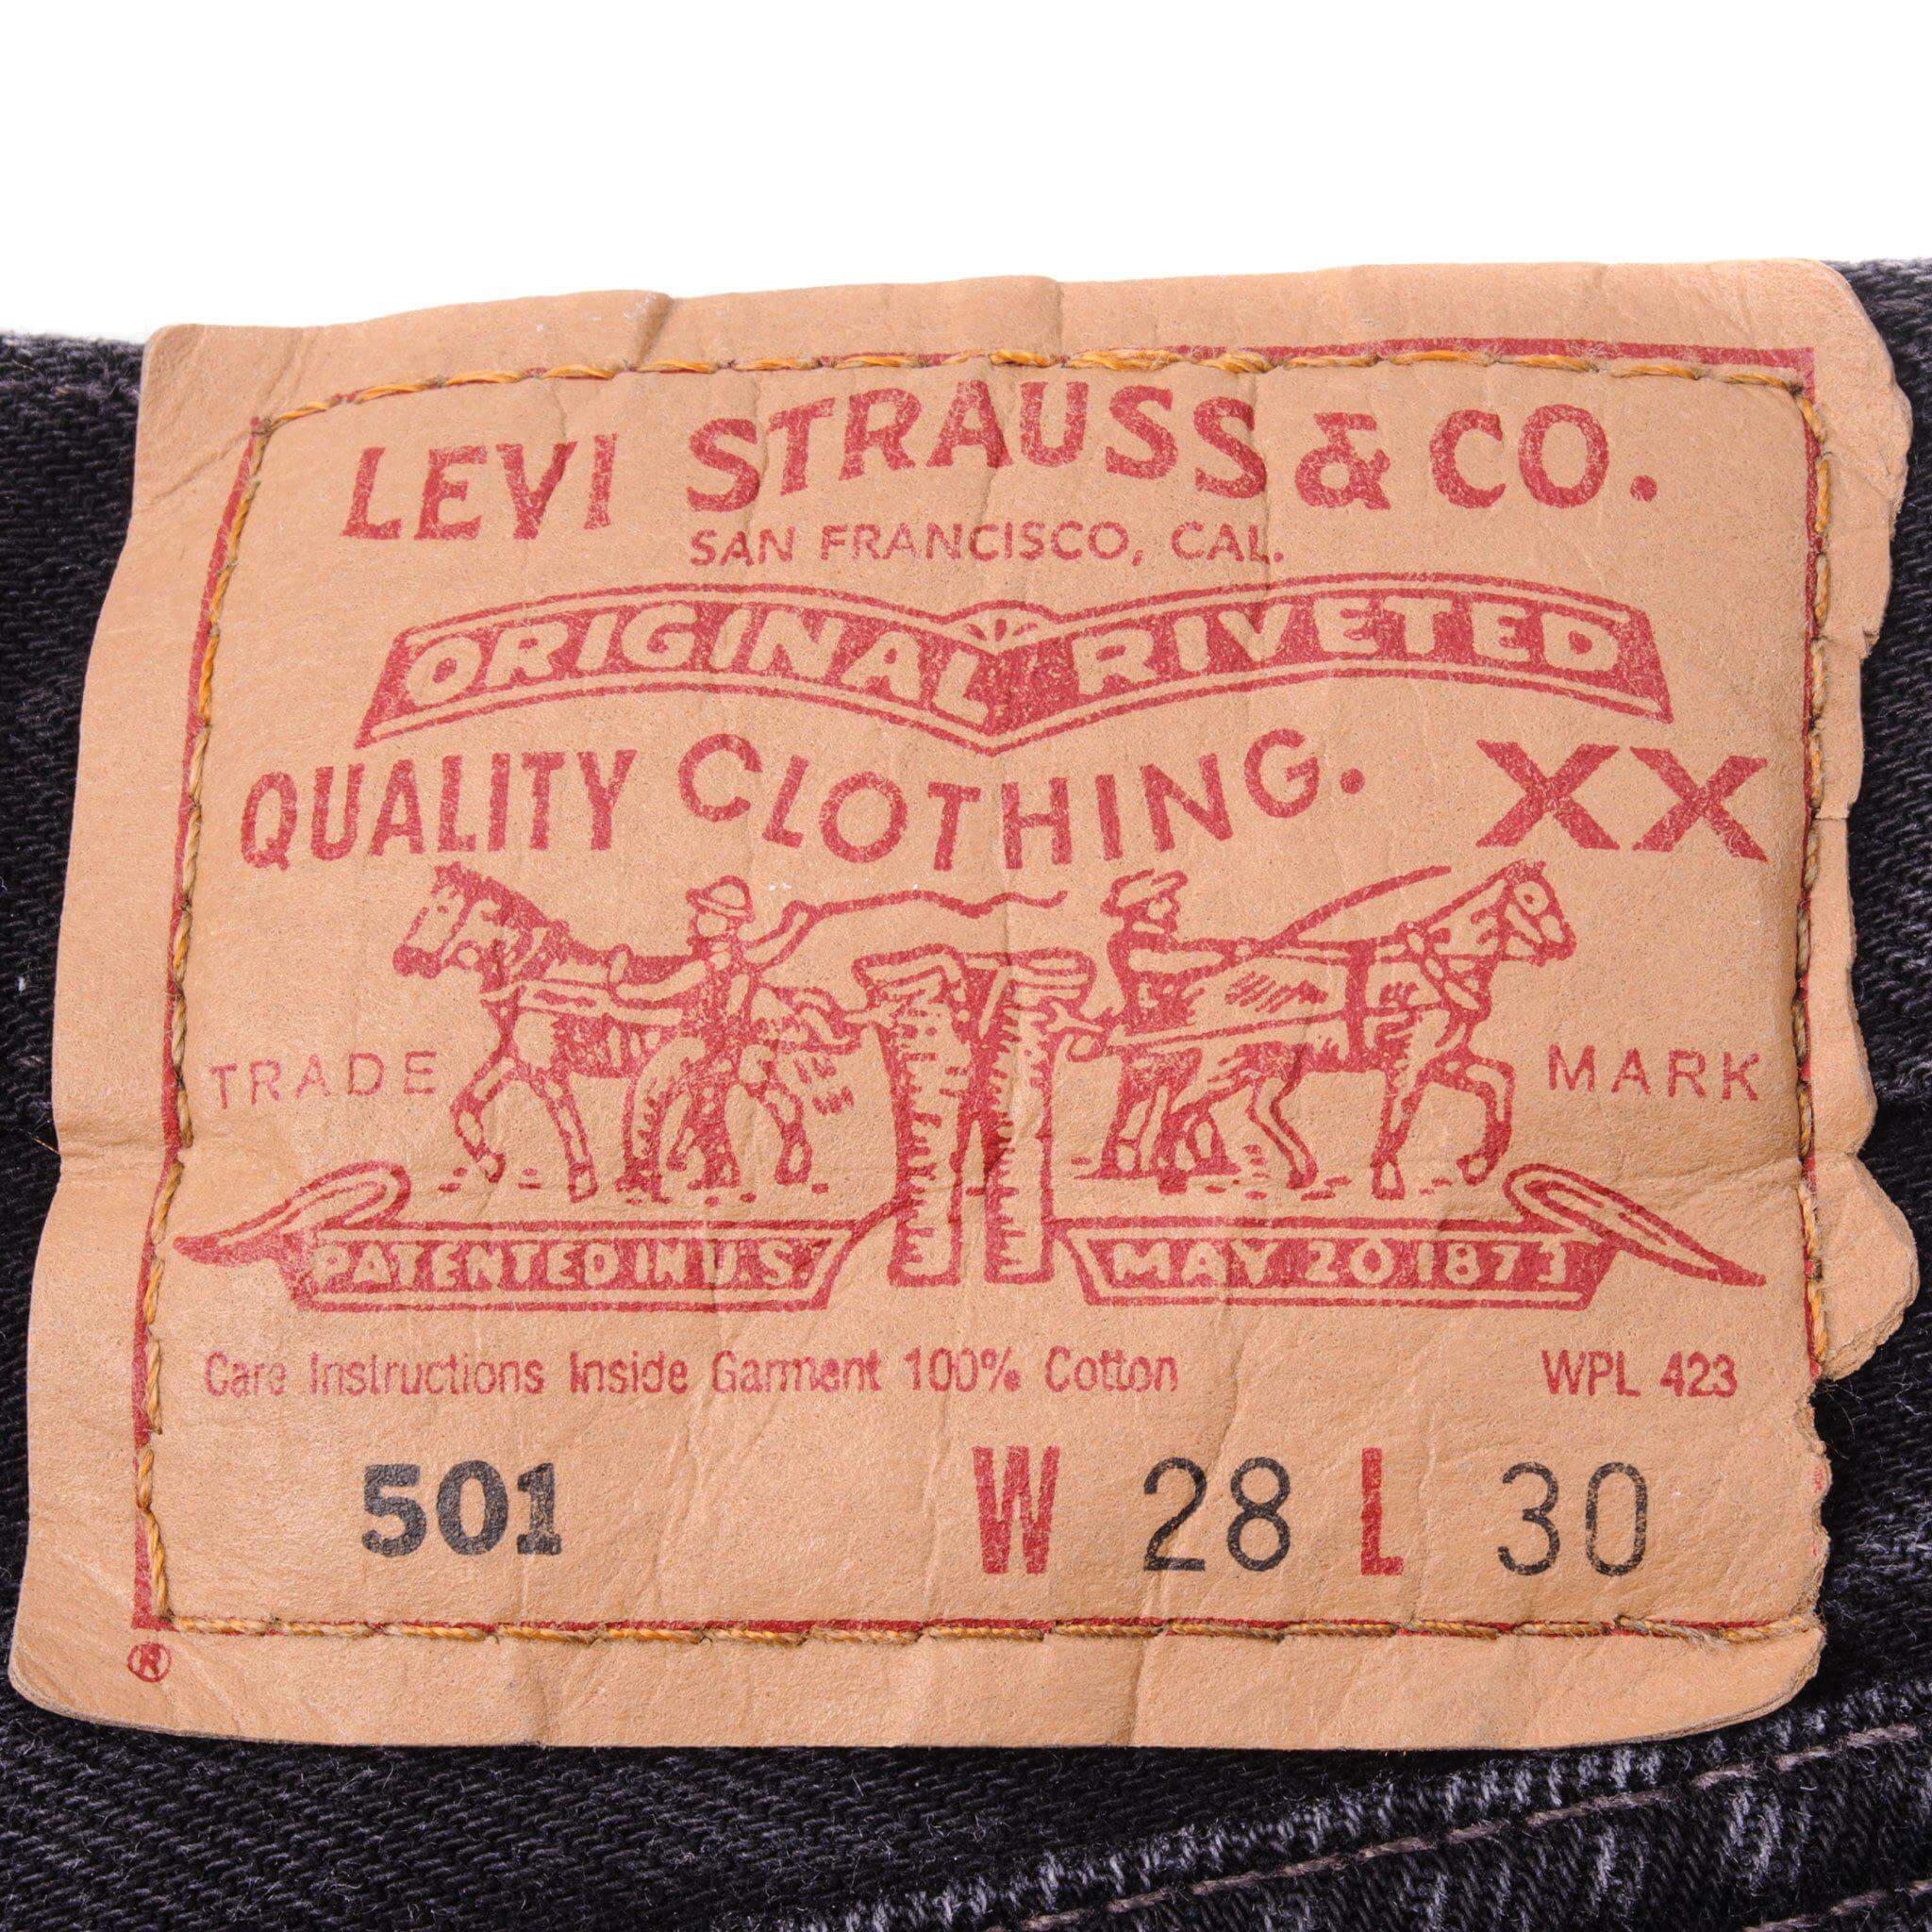 LEVI STRAUSS & CO.
SAN FRANCISCO, CAL.
ORIGINAL RIVETED
QUALITY CLOTHING. XX
TRADE MARK
PATENTED IN U.S. MAY 20 1873
Care Instructions Inside Garment 100% Cotton WPL 423
501 W 28 L 30
®